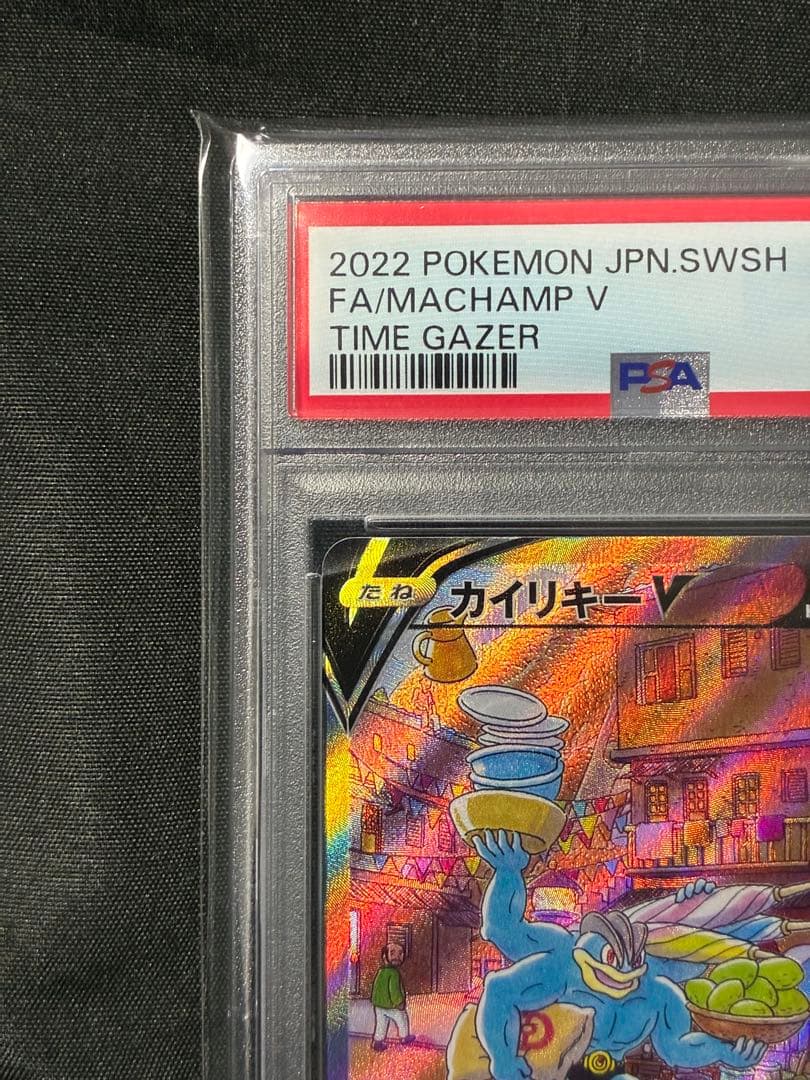 2022 POKEMON JPN.SWSH
FA/MACHAMP V
TIME GAZER
PSA
たね
カイリキーV